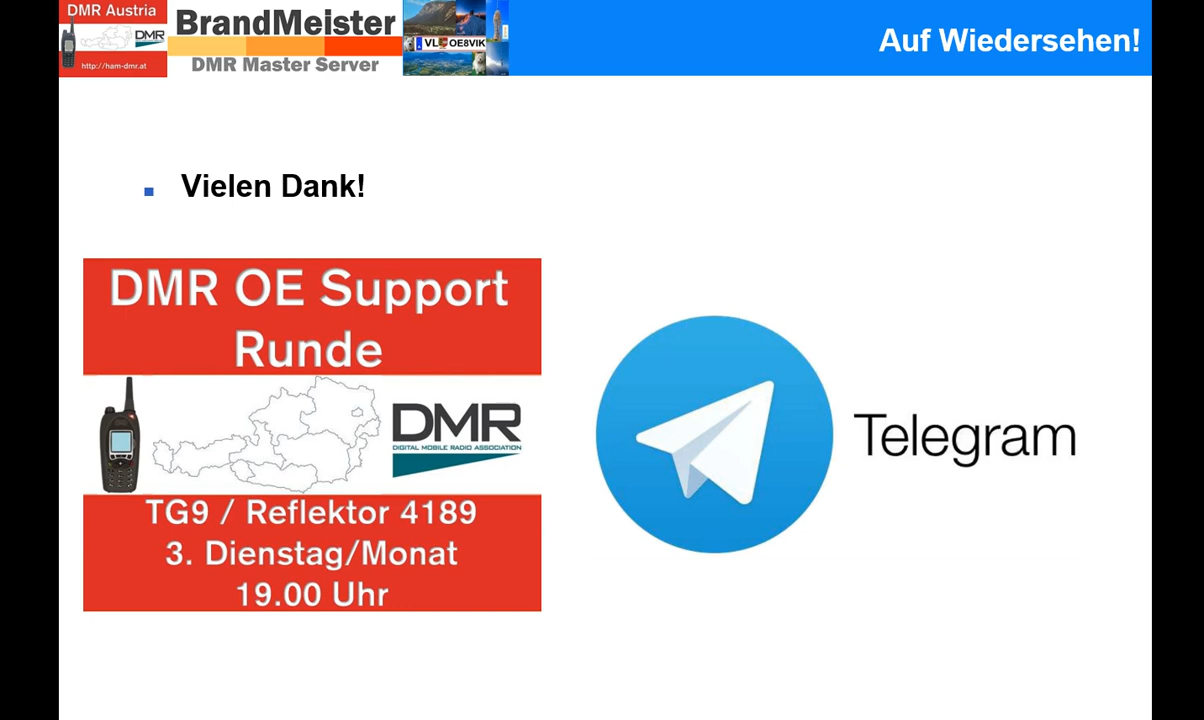 DMR Austria
DMR
http://ham-dmr.at
BrandMeister
DMR Master Server
VL OE8VIK
Auf Wiedersehen!
Vielen Dank!
DMR OE Support
Runde
DMR
DIGITAL MOBILE RADIO ASSOCIATION
TG9 / Reflektor 4189
3. Dienstag/Monat
19.00 Uhr
Telegram